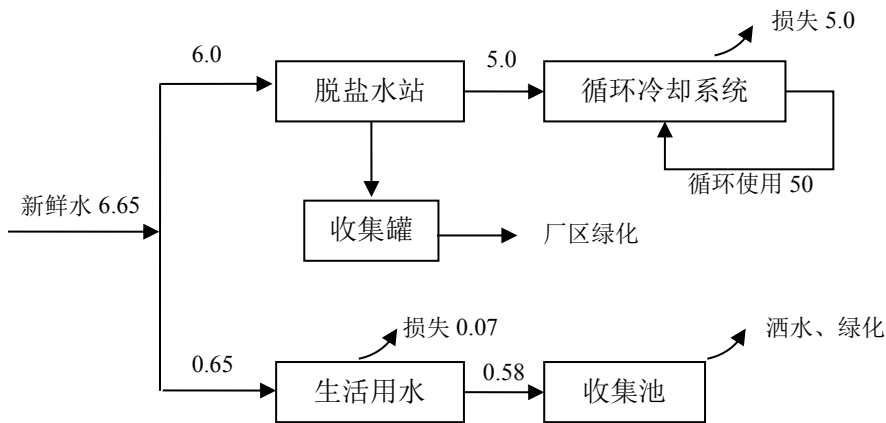 损失 5.0
6.0
5.0
脱盐水站
循环冷却系统
循环使用 50
新鲜水 6.65
收集罐
厂区绿化
损失 0.07
洒水、绿化
0.65
0.58
生活用水
收集池